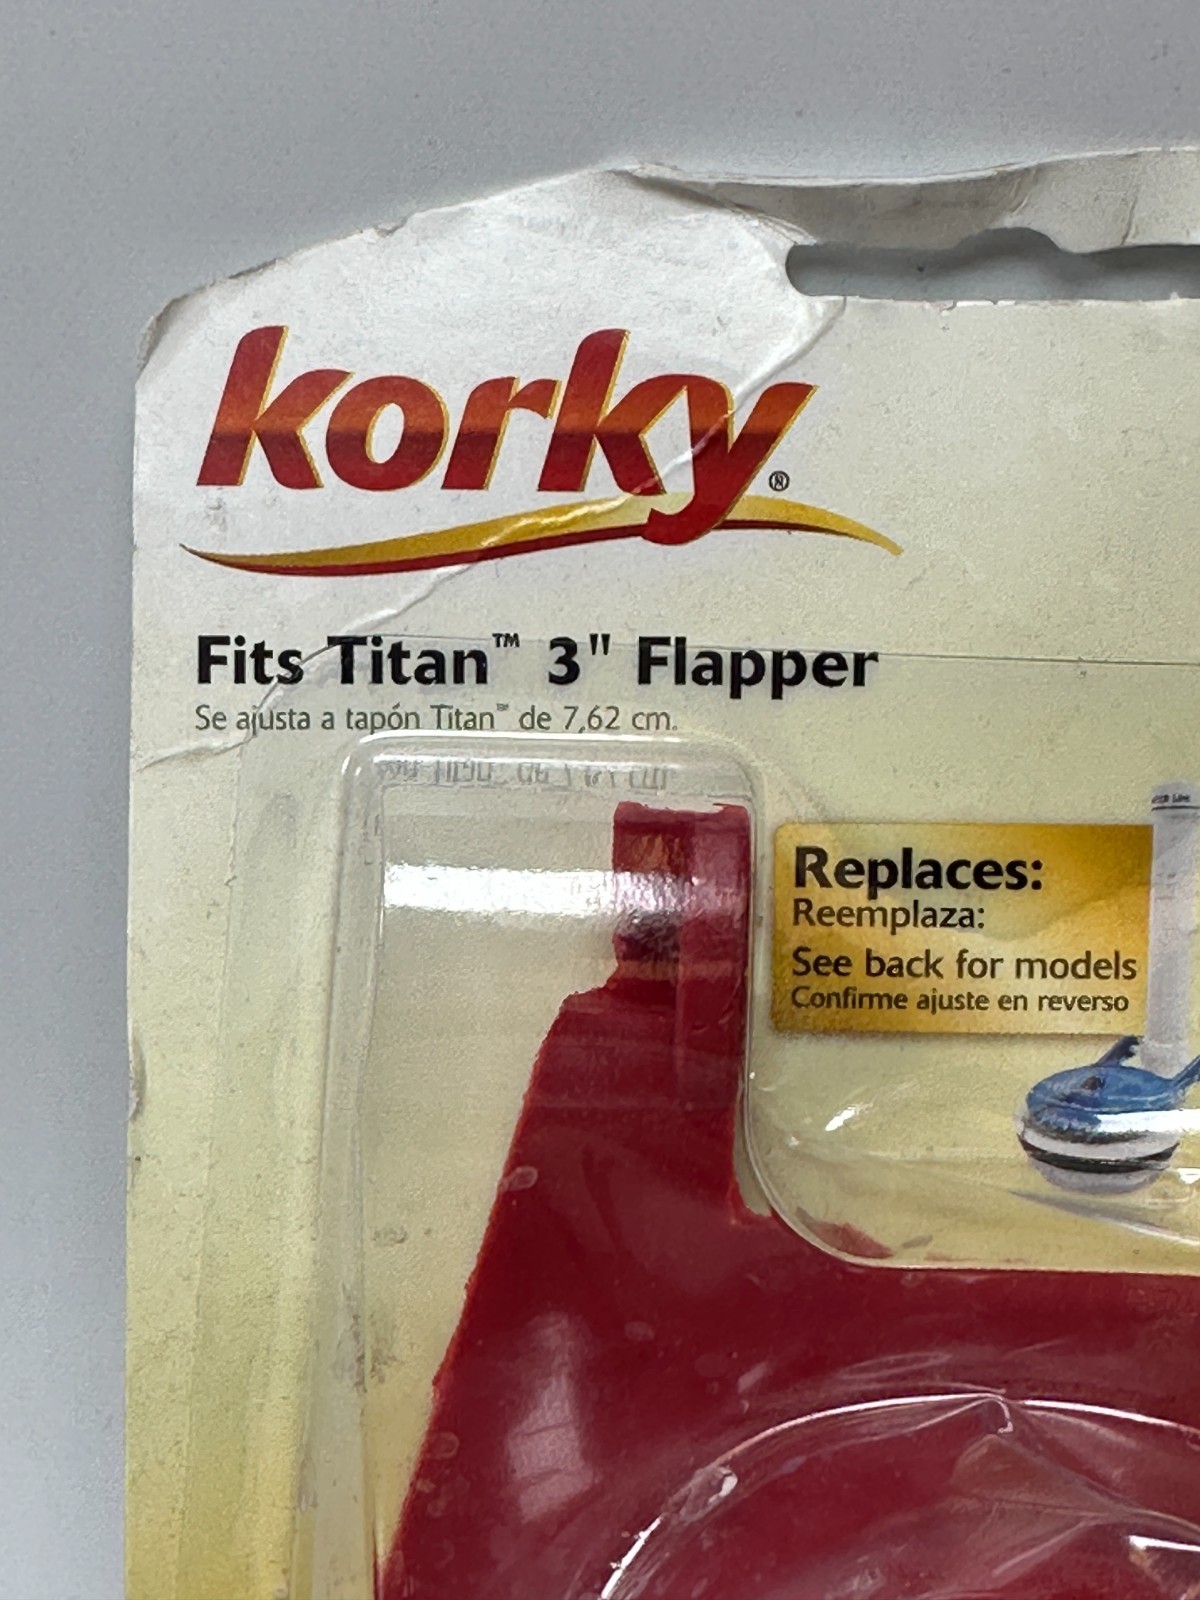 korky®
Fits Titan™ 3" Flapper
Se ajusta a tapón Titan™ de 7,62 cm.
Replaces:
Reemplaza:
See back for models
Confirme ajuste en reverso